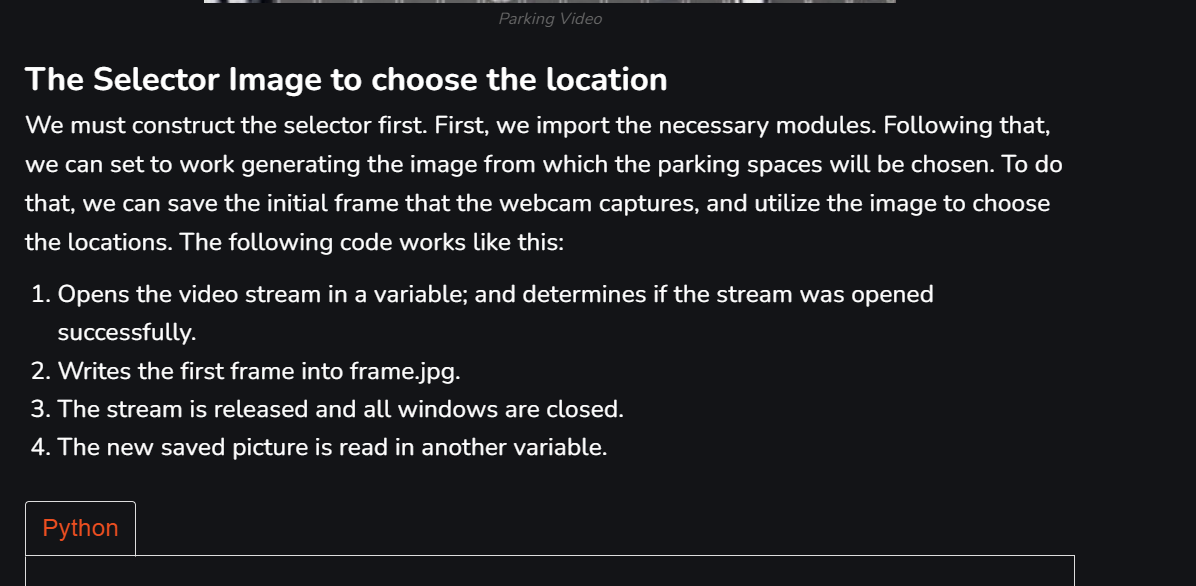 Parking Video
The Selector Image to choose the location
We must construct the selector first. First, we import the necessary modules. Following that,
we can set to work generating the image from which the parking spaces will be chosen. To do
that, we can save the initial frame that the webcam captures, and utilize the image to choose
the locations. The following code works like this:
1. Opens the video stream in a variable; and determines if the stream was opened
successfully.
2. Writes the first frame into frame.jpg.
3. The stream is released and all windows are closed.
4. The new saved picture is read in another variable.
Python